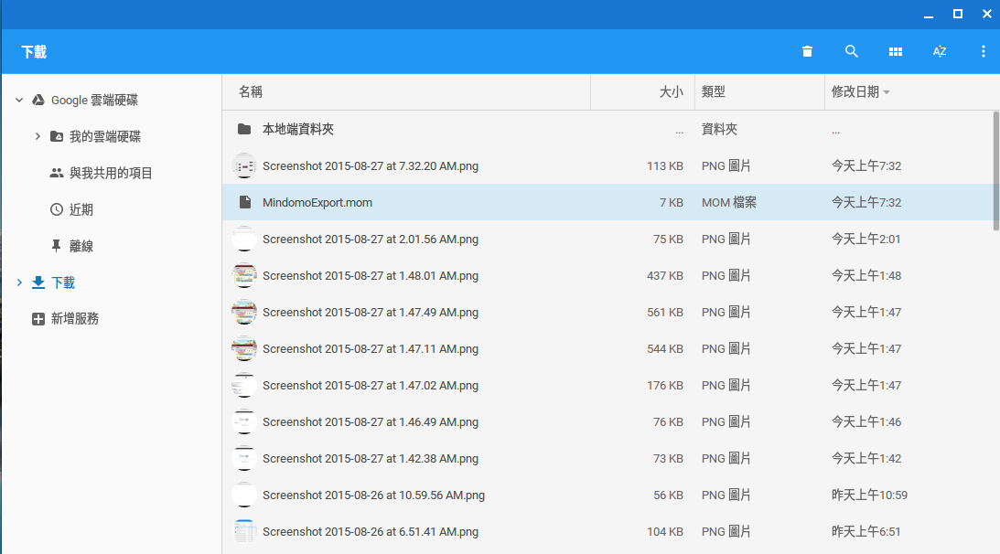 下載
AZ
Google 雲端硬碟
我的雲端硬碟
與我共用的項目
近期
離線
下載
新增服務
名稱 大小 類型 修改日期
本地端資料夾 ... 資料夾 ...
Screenshot 2015-08-27 at 7.32.20 AM.png 113 KB PNG 圖片 今天上午7:32
MindomoExport.mom 7 KB MOM 檔案 今天上午7:32
Screenshot 2015-08-27 at 2.01.56 AM.png 75 KB PNG 圖片 今天上午2:01
Screenshot 2015-08-27 at 1.48.01 AM.png 437 KB PNG 圖片 今天上午1:48
Screenshot 2015-08-27 at 1.47.49 AM.png 561 KB PNG 圖片 今天上午1:47
Screenshot 2015-08-27 at 1.47.11 AM.png 544 KB PNG 圖片 今天上午1:47
Screenshot 2015-08-27 at 1.47.02 AM.png 176 KB PNG 圖片 今天上午1:47
Screenshot 2015-08-27 at 1.46.49 AM.png 76 KB PNG 圖片 今天上午1:46
Screenshot 2015-08-27 at 1.42.38 AM.png 73 KB PNG 圖片 今天上午1:42
Screenshot 2015-08-26 at 10.59.56 AM.png 56 KB PNG 圖片 昨天上午10:59
Screenshot 2015-08-26 at 6.51.41 AM.png 104 KB PNG 圖片 昨天上午6:51